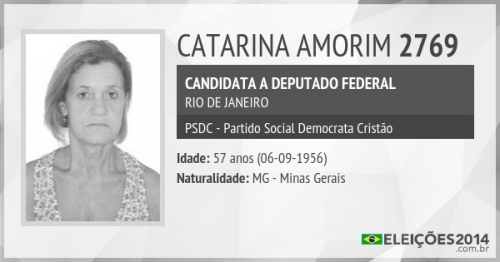 CATARINA AMORIM 2769
CANDIDATA A DEPUTADO FEDERAL
RIO DE JANEIRO
PSDC - Partido Social Democrata Cristão
Idade: 57 anos (06-09-1956)
Naturalidade: MG - Minas Gerais
ELEIÇÕES2014
.com.br